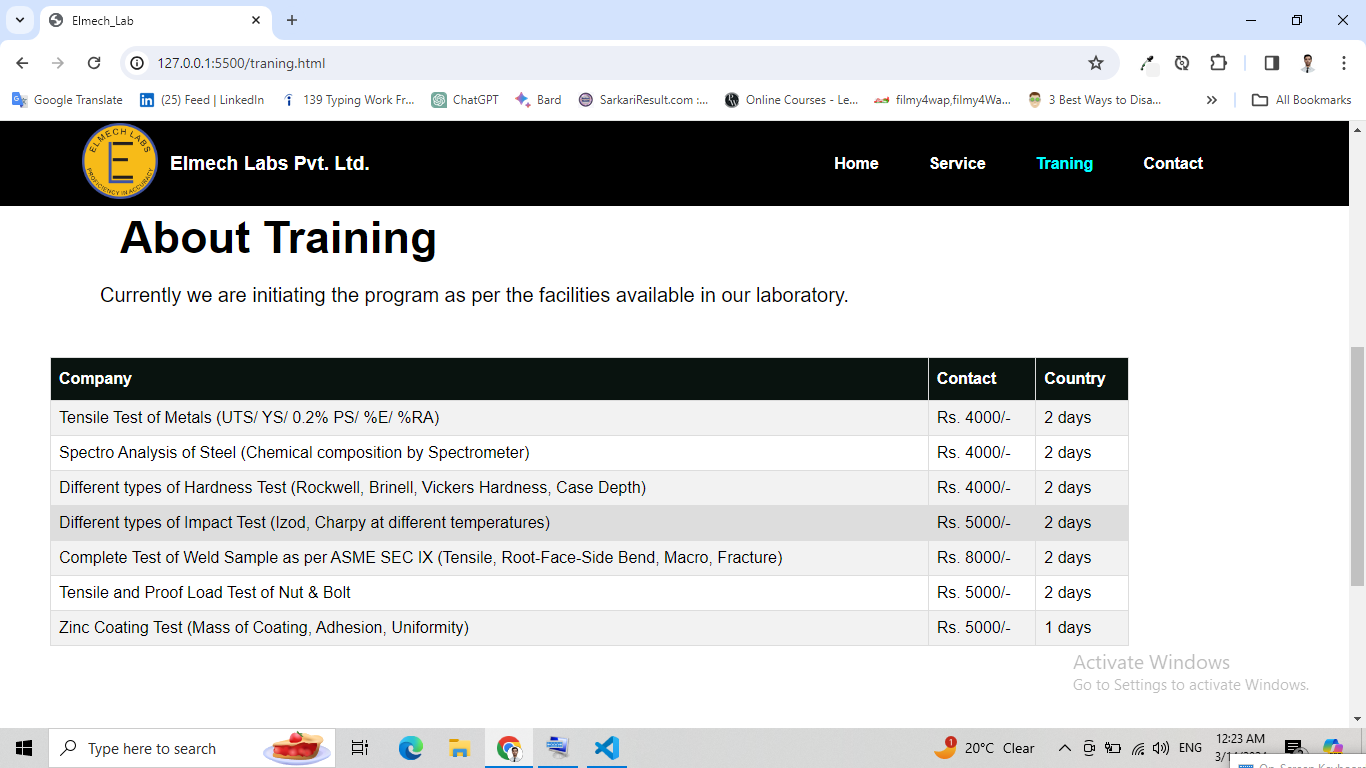 Elmech_Lab
127.0.0.1:5500/traning.html
Google Translate
(25) Feed | LinkedIn
139 Typing Work Fr...
ChatGPT
Bard
SarkariResult.com :...
Online Courses - Le...
filmy4wap,filmy4Wa...
3 Best Ways to Disa...
All Bookmarks
ELMECH LABS
PROFICIENCY IN ACCURACY
Elmech Labs Pvt. Ltd.
Home Service Traning Contact
About Training
Currently we are initiating the program as per the facilities available in our laboratory.
Company Contact Country
Tensile Test of Metals (UTS/ YS/ 0.2% PS/ %E/ %RA) Rs. 4000/- 2 days
Spectro Analysis of Steel (Chemical composition by Spectrometer) Rs. 4000/- 2 days
Different types of Hardness Test (Rockwell, Brinell, Vickers Hardness, Case Depth) Rs. 4000/- 2 days
Different types of Impact Test (Izod, Charpy at different temperatures) Rs. 5000/- 2 days
Complete Test of Weld Sample as per ASME SEC IX (Tensile, Root-Face-Side Bend, Macro, Fracture) Rs. 8000/- 2 days
Tensile and Proof Load Test of Nut & Bolt Rs. 5000/- 2 days
Zinc Coating Test (Mass of Coating, Adhesion, Uniformity) Rs. 5000/- 1 days
Activate Windows
Go to Settings to activate Windows.
Type here to search
1
20°C Clear
ENG
12:23 AM